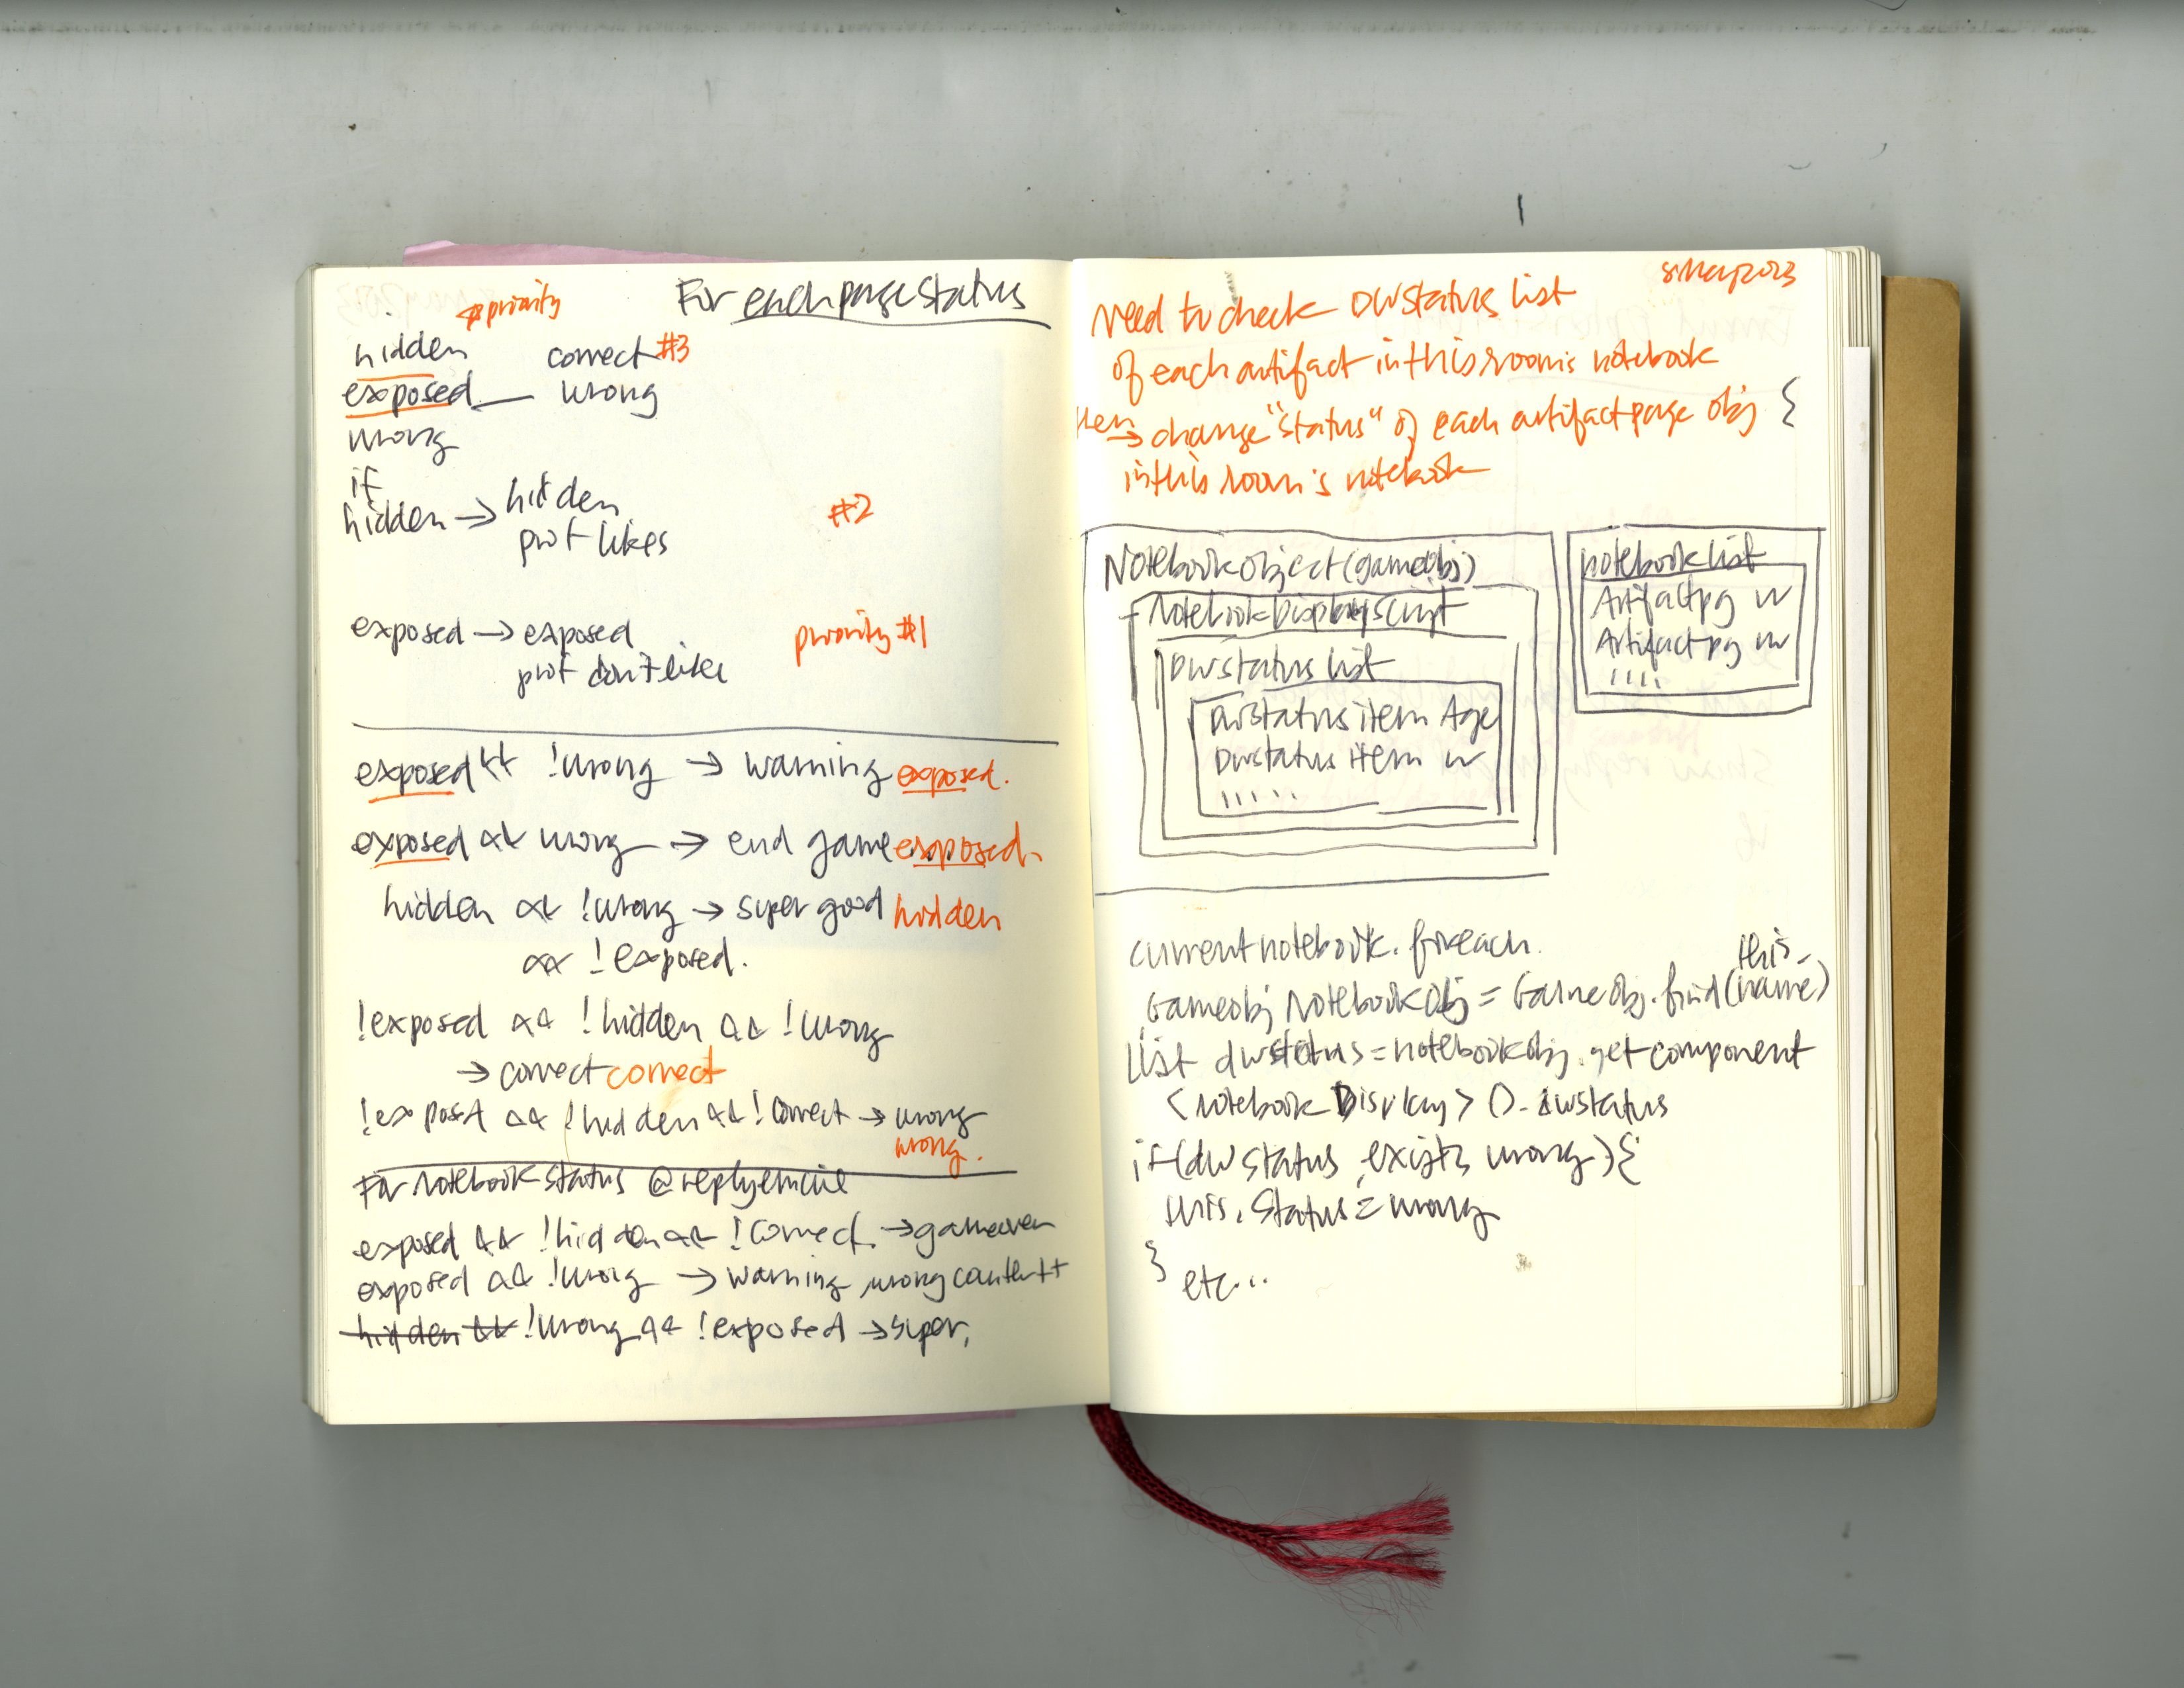 For each page status
priority
hidden correct #3
exposed wrong
wrong
if
hidden → hidden
prof likes
#2
exposed → exposed
prof don't like
priority #1
exposed && !wrong → warning exposed.
exposed && wrong → end game exposed.
hidden && !wrong → super good hidden
&& !exposed.
!exposed && !hidden && !wrong
→ correct correct
!exposed && !hidden && !correct → wrong
wrong.
For notebook status @
exposed && !hidden && !correct. → gameover
exposed && !wrong → warning wrong
hidden && !wrong && !exposed → super,
8 May 2023
Need to check DWstatus list
of each artifact in this room's notebook
then → change "status" of each artifact page obj {
in this room's notebook
Notebook object (gameobj)
Notebook Display script
DWstatus list
DWstatus item Age
DWstatus item
notebook list
Artifact pg
Artifact pg
currentnotebook.foreach.
this.
Gameobj NotebookObj = GameObj.find(name)
List dwstatus = notebookobj.getcomponent
<notebook Display> ().dwstatus
if (dwstatus exists wrong) {
this.status = wrong
}
etc...